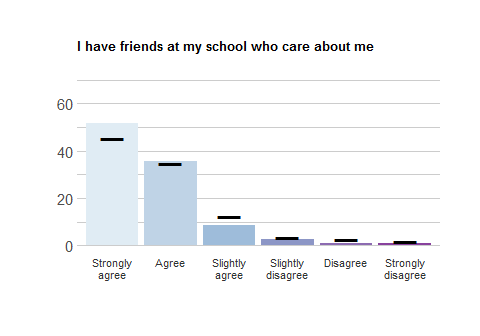 I have friends at my school who care about me
60
40
20
0
Strongly
agree
Agree
Slightly
agree
Slightly
disagree
Disagree
Strongly
disagree